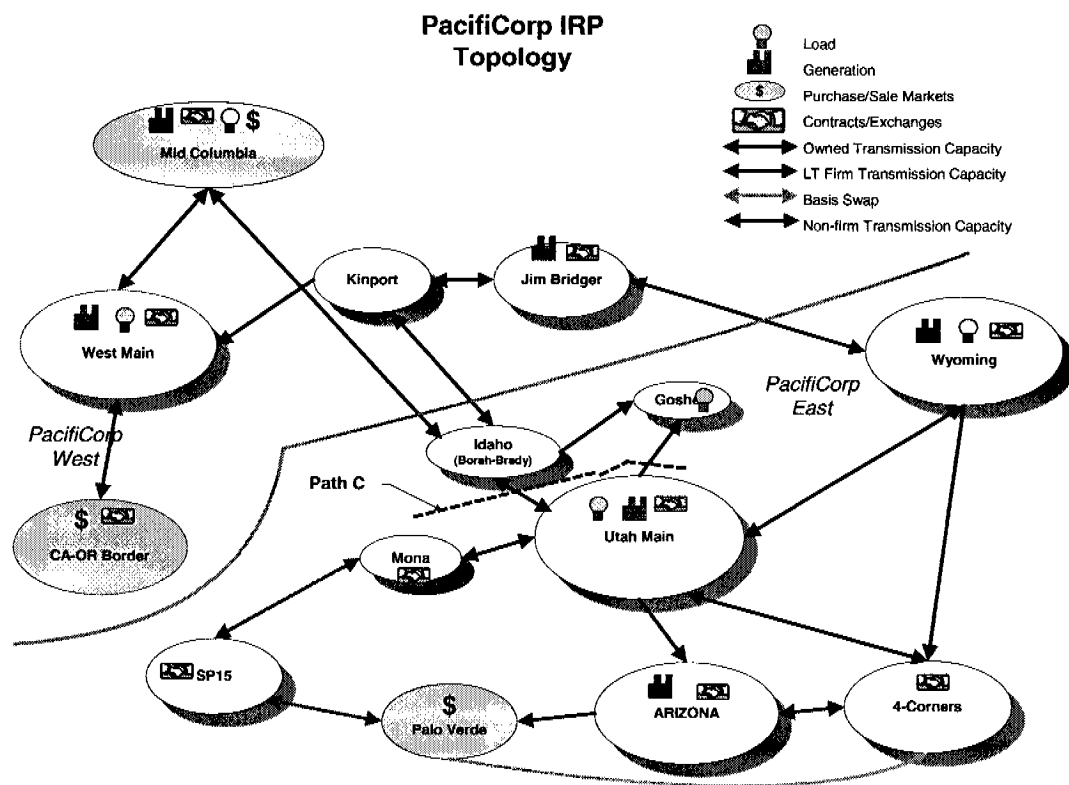 PacifiCorp IRP
Topology
Load
Generation
$
Purchase/Sale Markets
Contracts/Exchanges
Owned Transmission Capacity
LT Firm Transmission Capacity
Basis Swap
Non-firm Transmission Capacity
$
Mid Columbia
Kinport
Jim Bridger
West Main
Wyoming
PacifiCorp
East
Goshe
PacifiCorp
West
Idaho
(Borah-Brady)
Path C
$
CA-OR Border
Utah Main
Mona
SP15
$
Palo Verde
ARIZONA
4-Corners